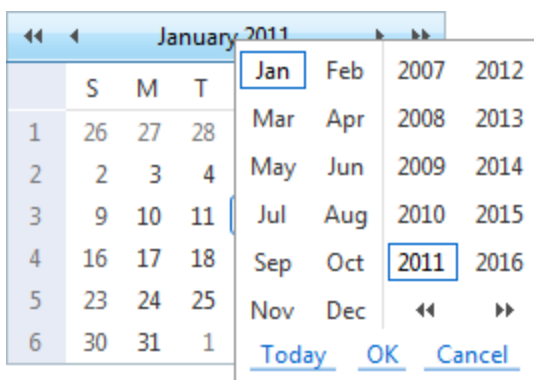 January 2011
S M T
1 26 27 28
2 2 3 4
3 9 10 11
4 16 17 18
5 23 24 25
6 30 31 1
Jan Feb 2007 2012
Mar Apr 2008 2013
May Jun 2009 2014
Jul Aug 2010 2015
Sep Oct 2011 2016
Nov Dec
Today OK Cancel